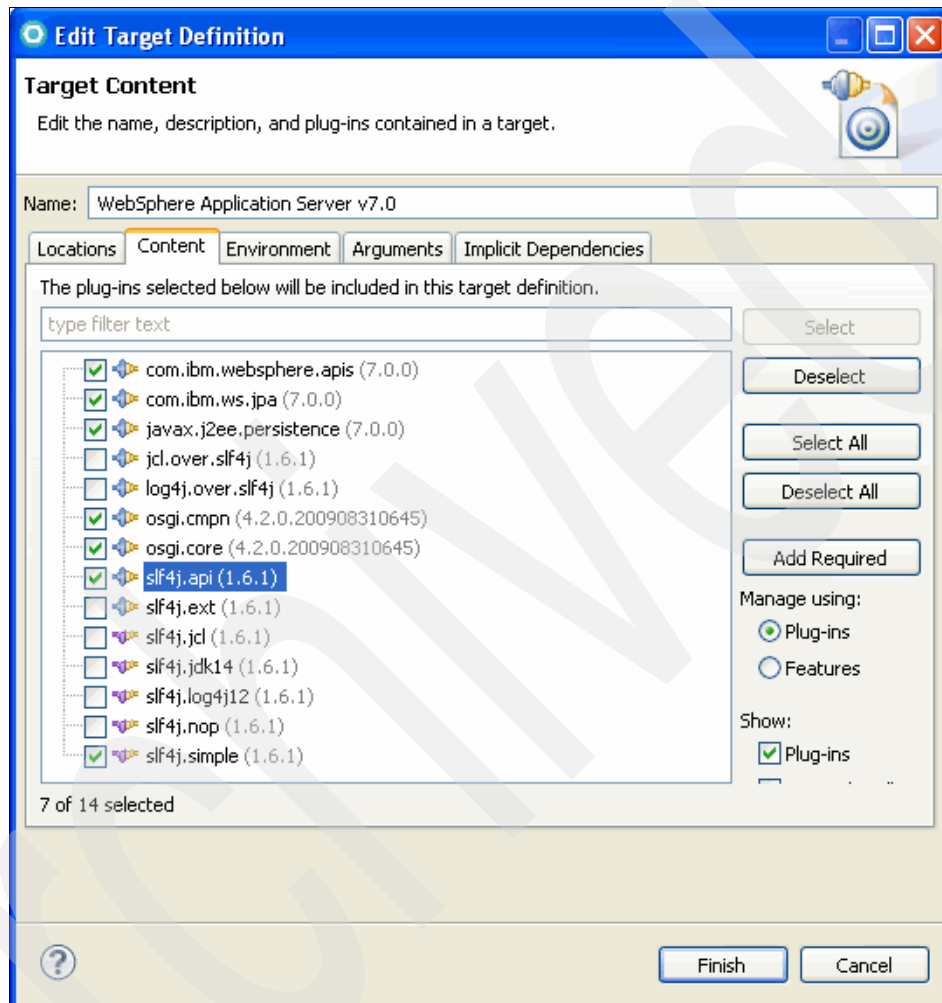 Edit Target Definition
Target Content
Edit the name, description, and plug-ins contained in a target.
Name: WebSphere Application Server v7.0
Locations Content Environment Arguments Implicit Dependencies
The plug-ins selected below will be included in this target definition.
type filter text
Select
com.ibm.websphere.apis (7.0.0)
Deselect
com.ibm.ws.jpa (7.0.0)
javax.j2ee.persistence (7.0.0)
Select All
jcl.over.slf4j (1.6.1)
log4j.over.slf4j (1.6.1)
Deselect All
osgi.cmpn (4.2.0.200908310645)
osgi.core (4.2.0.200908310645)
Add Required
slf4j.api (1.6.1)
slf4j.ext (1.6.1)
Manage using:
slf4j.jcl (1.6.1)
Plug-ins
slf4j.jdk14 (1.6.1)
Features
slf4j.log4j12 (1.6.1)
slf4j.nop (1.6.1)
Show:
slf4j.simple (1.6.1)
Plug-ins
7 of 14 selected
? Finish Cancel